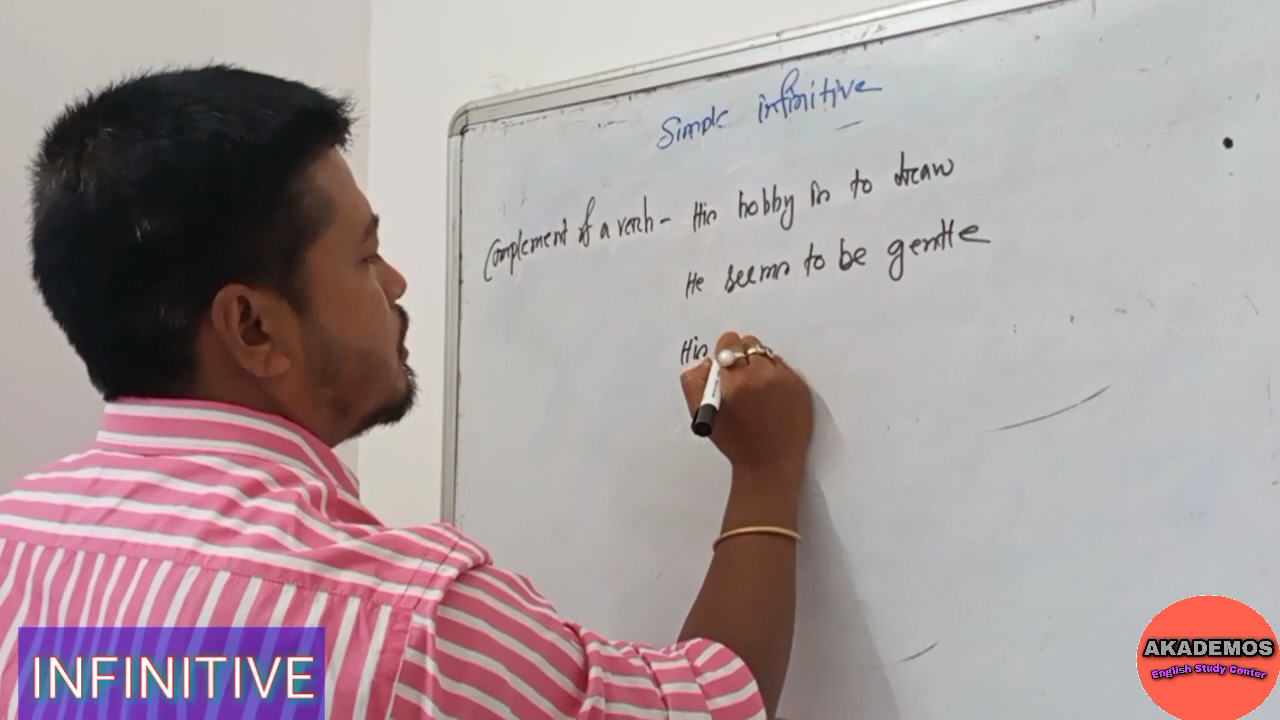 Simple infinitive
Complement of a verb - His hobby is to draw
He seems to be gentle
His
INFINITIVE
AKADEMOS
English Study Center